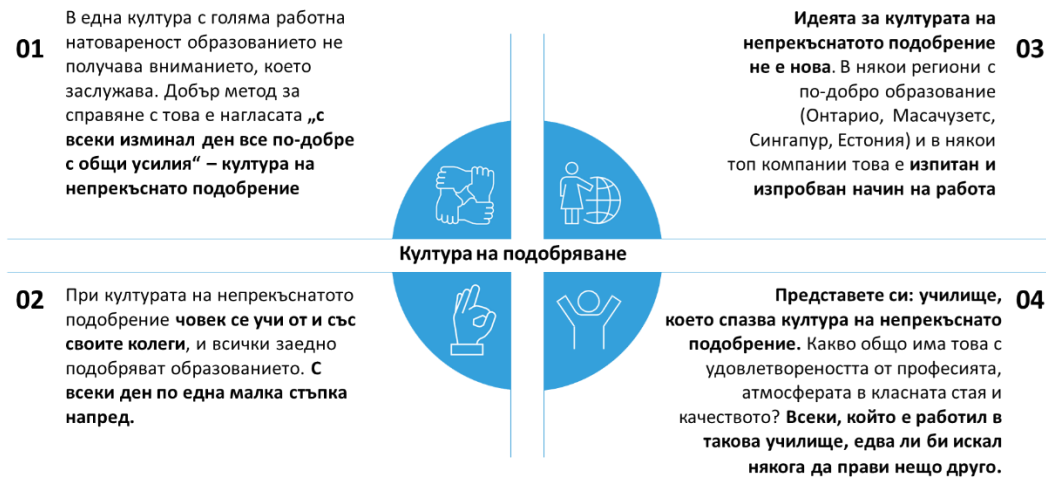 01
В една култура с голяма работна
натовареност образованието не
получава вниманието, което
заслужава. Добър метод за
справяне с това е нагласата „с
всеки изминал ден все по-добре
с общи усилия“ – култура на
непрекъснато подобрение
Идеята за културата на
непрекъснатото подобрение
не е нова. В някои региони с
по-добро образование
(Онтарио, Масачузетс,
Сингапур, Естония) и в някои
топ компании това е изпитан и
изпробван начин на работа
03
Култура на подобряване
02
При културата на непрекъснатото
подобрение човек се учи от и със
своите колеги, и всички заедно
подобряват образованието. С
всеки ден по една малка стъпка
напред.
Представете си: училище,
което спазва култура на непрекъснато
подобрение. Какво общо има това с
удовлетвореността от професията,
атмосферата в класната стая и
качеството? Всеки, който е работил в
такова училище, едва ли би искал
някога да прави нещо друго.
04